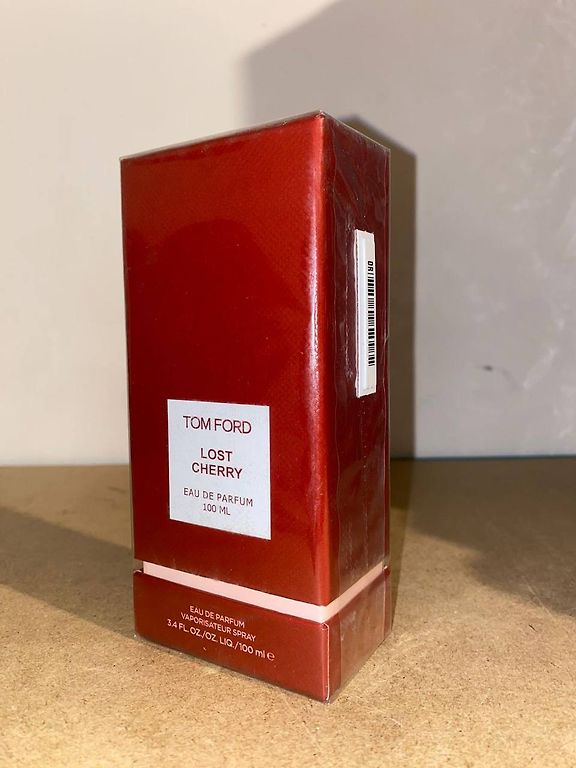 TOM FORD
LOST
CHERRY
EAU DE PARFUM
100 ML
EAU DE PARFUM
VAPORISATEUR SPRAY
3.4 FL.OZ./OZ. LIQ./100 ml ℮